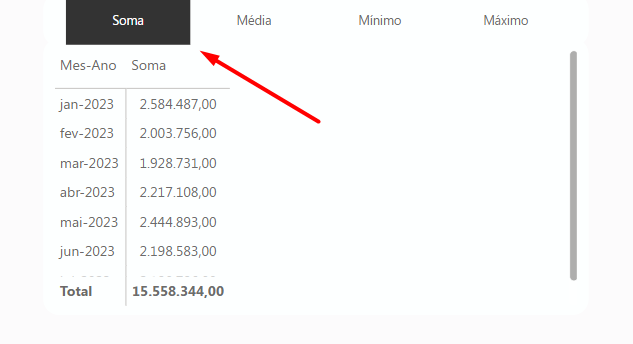 Soma Média Mínimo Máximo
Mes-Ano Soma
jan-2023 2.584.487,00
fev-2023 2.003.756,00
mar-2023 1.928.731,00
abr-2023 2.217.108,00
mai-2023 2.444.893,00
jun-2023 2.198.583,00
Total 15.558.344,00